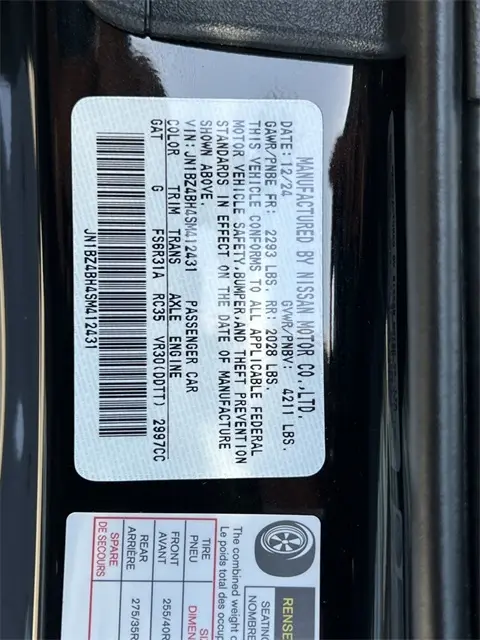 MANUFACTURED BY NISSAN MOTOR CO.,LTD.
DATE: 12/24 GVWR/PNBV: 4211 LBS.
GAWR/PNBE FR: 2293 LBS. RR: 2028 LBS.
THIS VEHICLE CONFORMS TO ALL APPLICABLE FEDERAL
MOTOR VEHICLE SAFETY,BUMPER,AND THEFT PREVENTION
STANDARDS IN EFFECT ON THE DATE OF MANUFACTURE
SHOWN ABOVE.
VIN: JN1BZ4BH4SM412431 PASSENGER CAR
COLOR TRIM TRANS AXLE ENGINE
GAT G FS6R31A RC35 VR30(DDTT) 2997CC
JN1BZ4BH4SM412431
SEATING
NOMBRE
The combined weight
Le poids total des
TIRE
PNEU
FRONT
AVANT
255/40R
REAR
ARRIÈRE
275/35R
SPARE
DE SECOURS